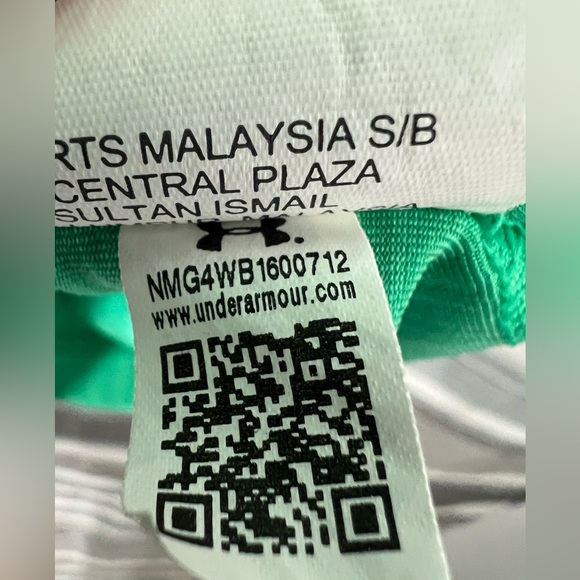 RTS MALAYSIA S/B
CENTRAL PLAZA
SULTAN ISMAIL
NMG4WB1600712
www.underarmour.com